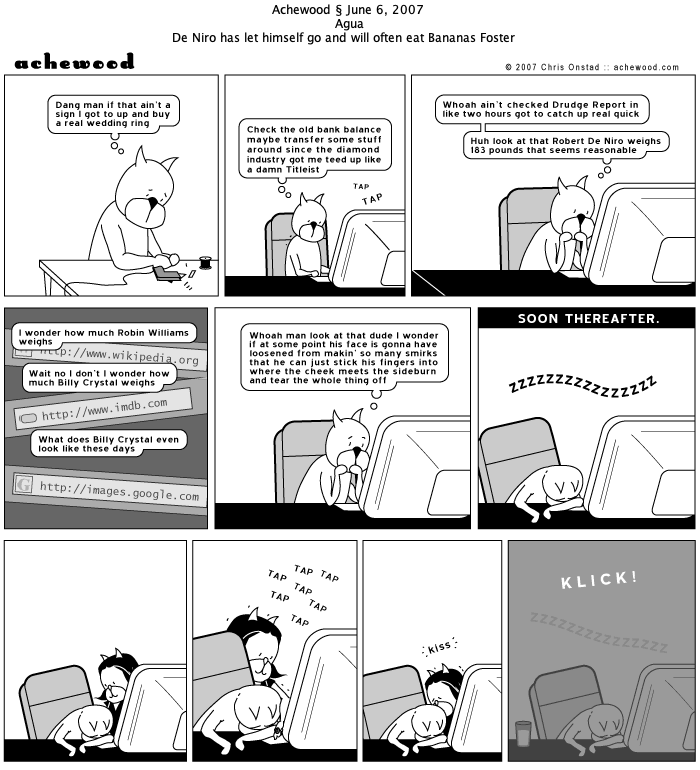 Achewood § June 6, 2007
Agua
De Niro has let himself go and will often eat Bananas Foster
achewood
© 2007 Chris Onstad :: achewood.com
Dang man if that ain't a
sign I got to up and buy
a real wedding ring
Check the old bank balance
maybe transfer some stuff
around since the diamond
industry got me teed up like
a damn Titleist
TAP
TAP
Whoah ain't checked Drudge Report in
like two hours got to catch up real quick
Huh look at that Robert De Niro weighs
183 pounds that seems reasonable
I wonder how much Robin Williams
weighs
http://www.wikipedia.org
Wait no I don't I wonder how
much Billy Crystal weighs
http://www.imdb.com
What does Billy Crystal even
look like these days
G http://images.google.com
Whoah man look at that dude I wonder
if at some point his face is gonna have
loosened from makin' so many smirks
that he can just stick his fingers into
where the cheek meets the sideburn
and tear the whole thing off
SOON THEREAFTER.
ZZZZZZZZZZZZZZZZZ
TAP
TAP
TAP
TAP
TAP
TAP
TAP
kiss
KLICK!
ZZZZZZZZZZZZZZZZ